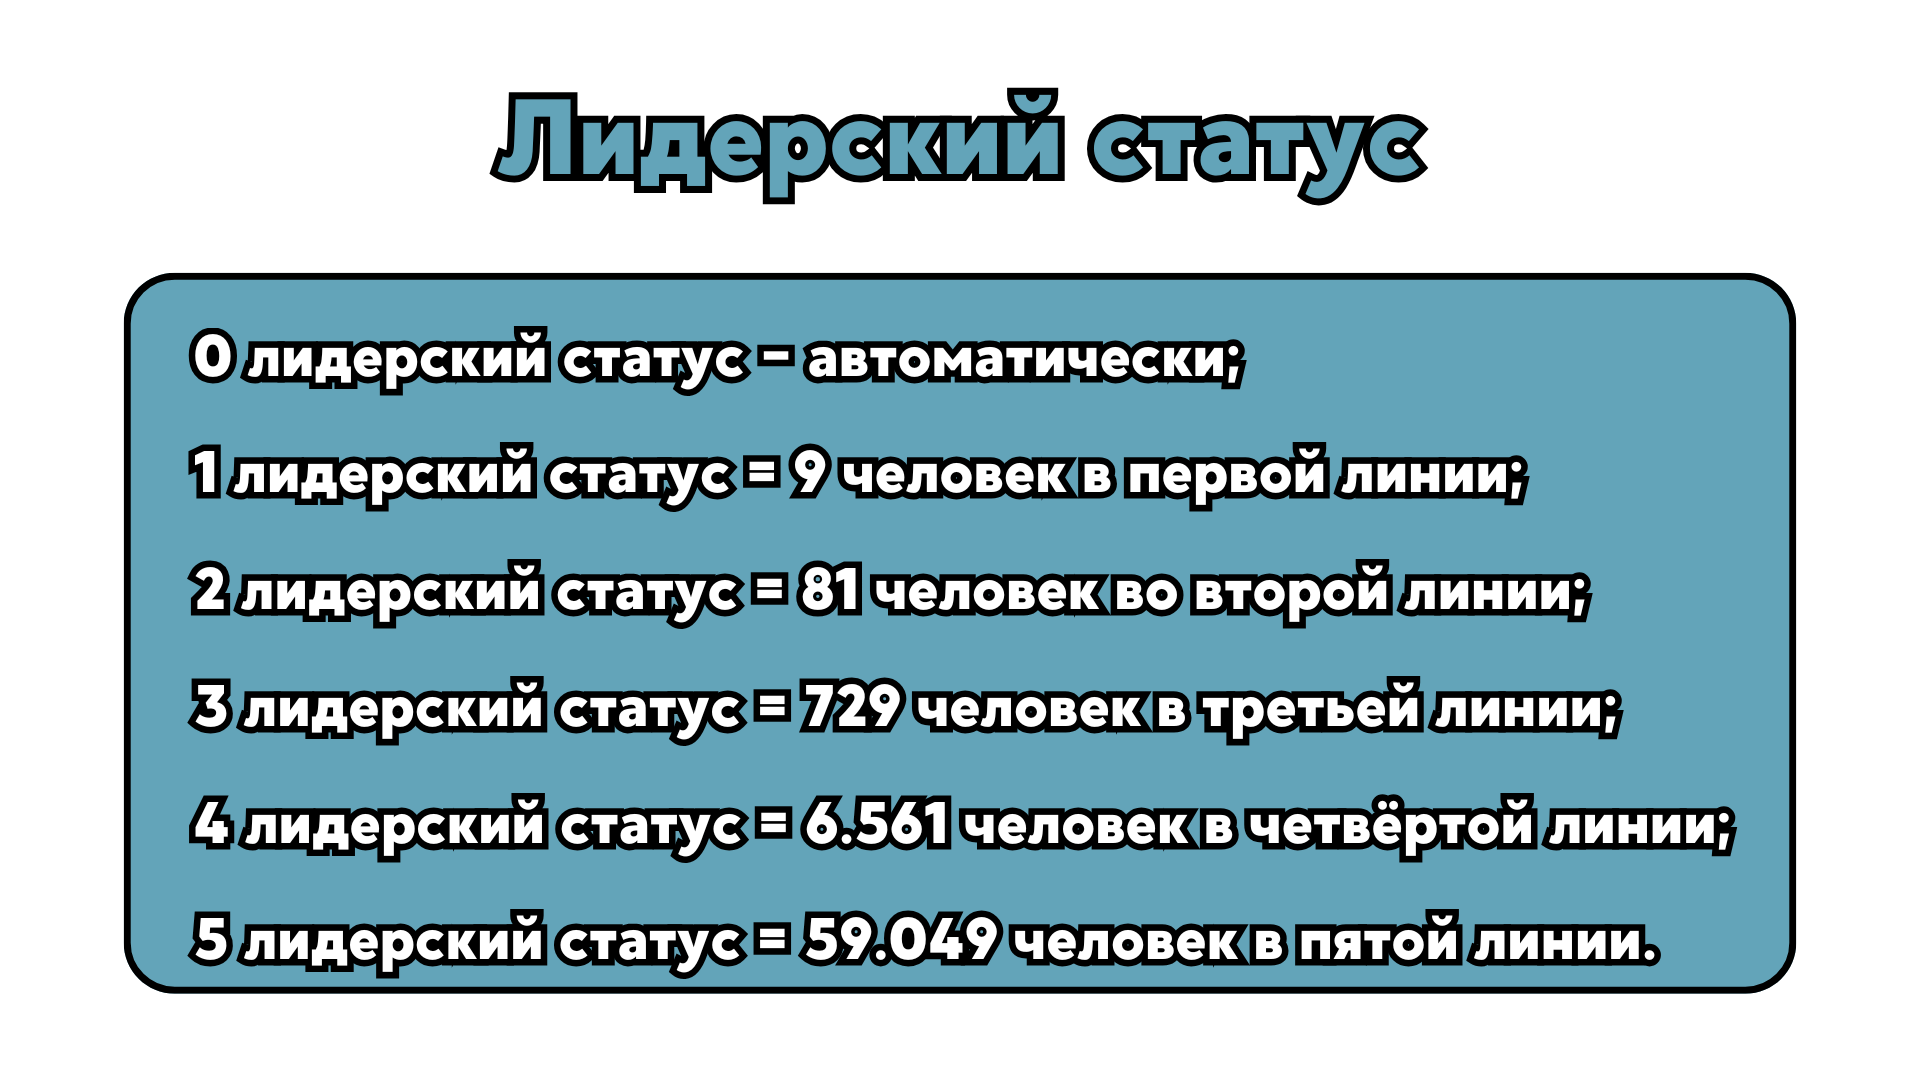 Лидерский статус
0 лидерский статус – автоматически;
1 лидерский статус = 9 человек в первой линии;
2 лидерский статус = 81 человек во второй линии;
3 лидерский статус = 729 человек в третьей линии;
4 лидерский статус = 6.561 человек в четвёртой линии;
5 лидерский статус = 59.049 человек в пятой линии.